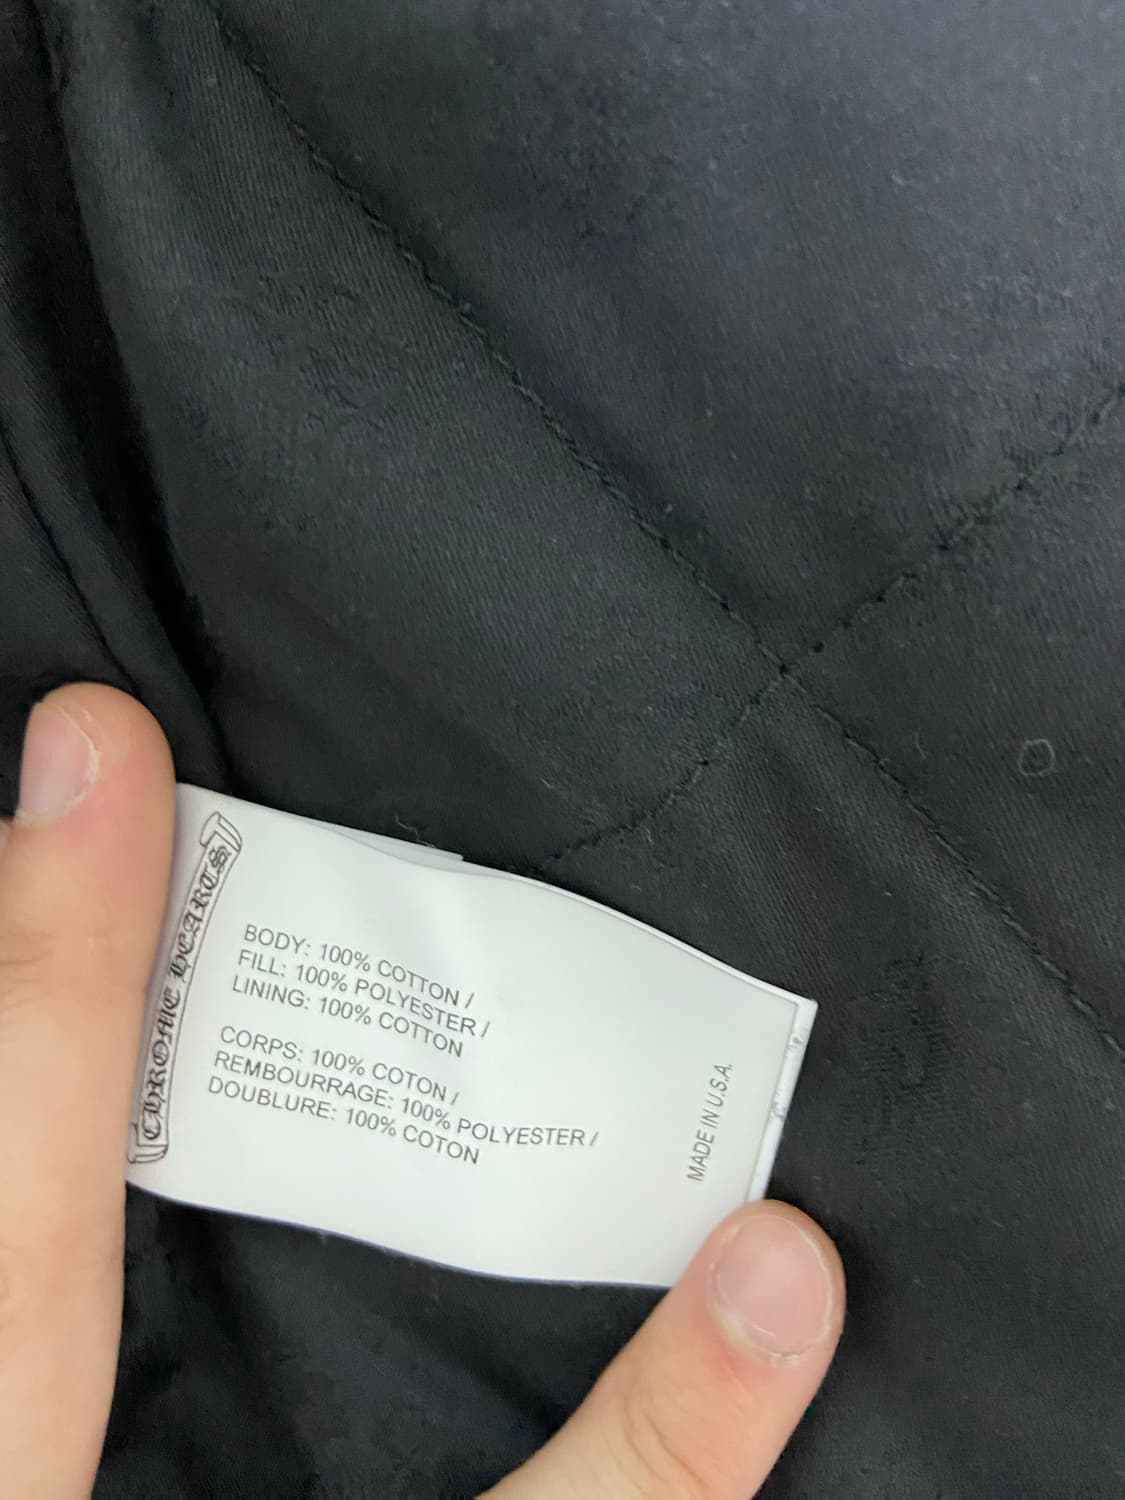 CHROME HEARTS
BODY: 100% COTTON /
FILL: 100% POLYESTER /
LINING: 100% COTTON
CORPS: 100% COTON /
REMBOURRAGE: 100% POLYESTER /
DOUBLURE: 100% COTON
MADE IN U.S.A.